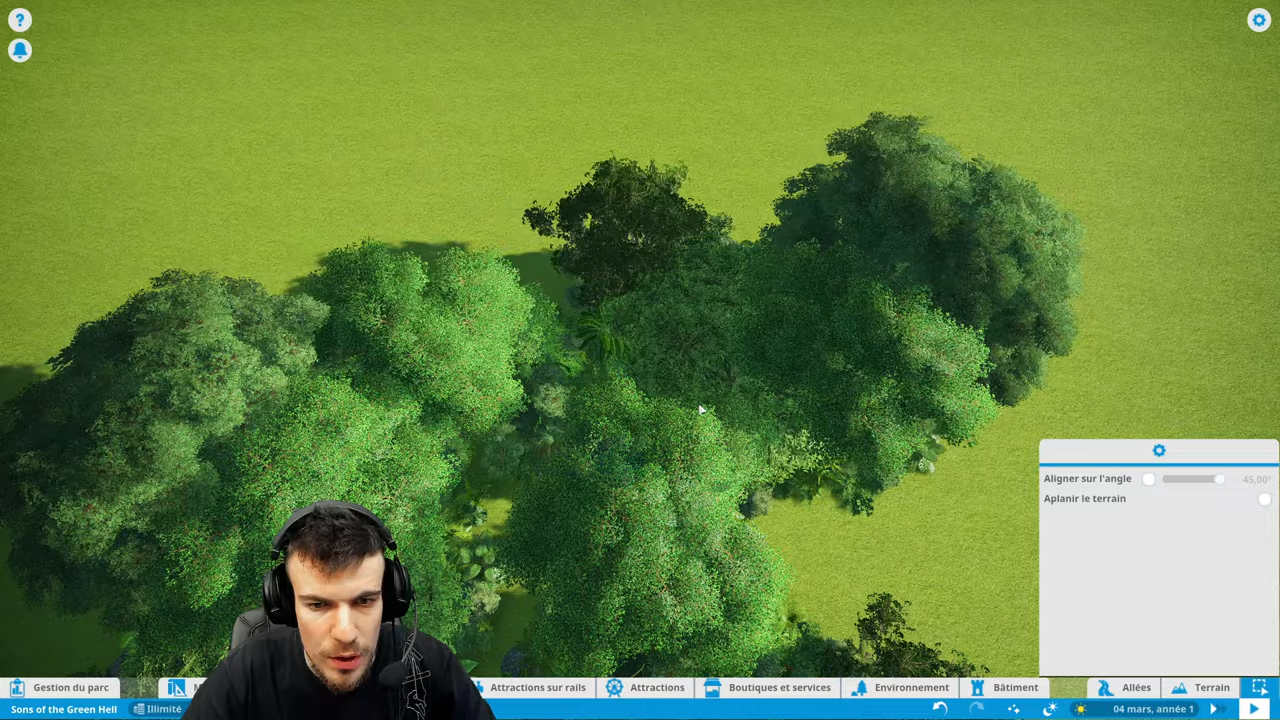 ?
Aligner sur l'angle
45,00°
Aplanir le terrain
Gestion du parc
N
Attractions sur rails
Attractions
Boutiques et services
Environnement
Bâtiment
Allées
Terrain
Sons of the Green Hell
Illimité
04 mars, année 1